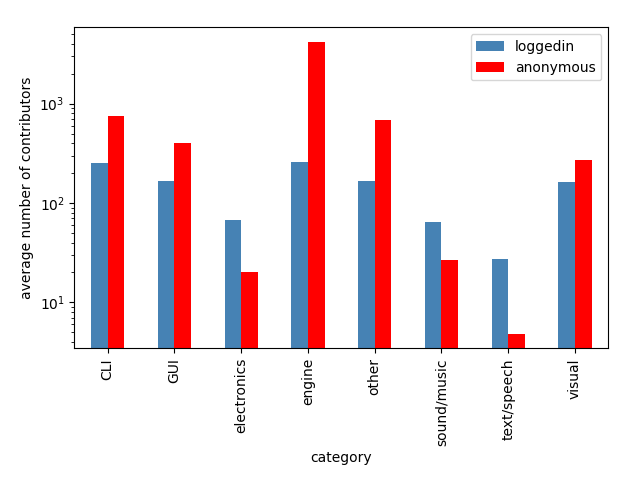 loggedin
anonymous
average number of contributors
10³
10²
10¹
CLI
GUI
electronics
engine
other
sound/music
text/speech
visual
category